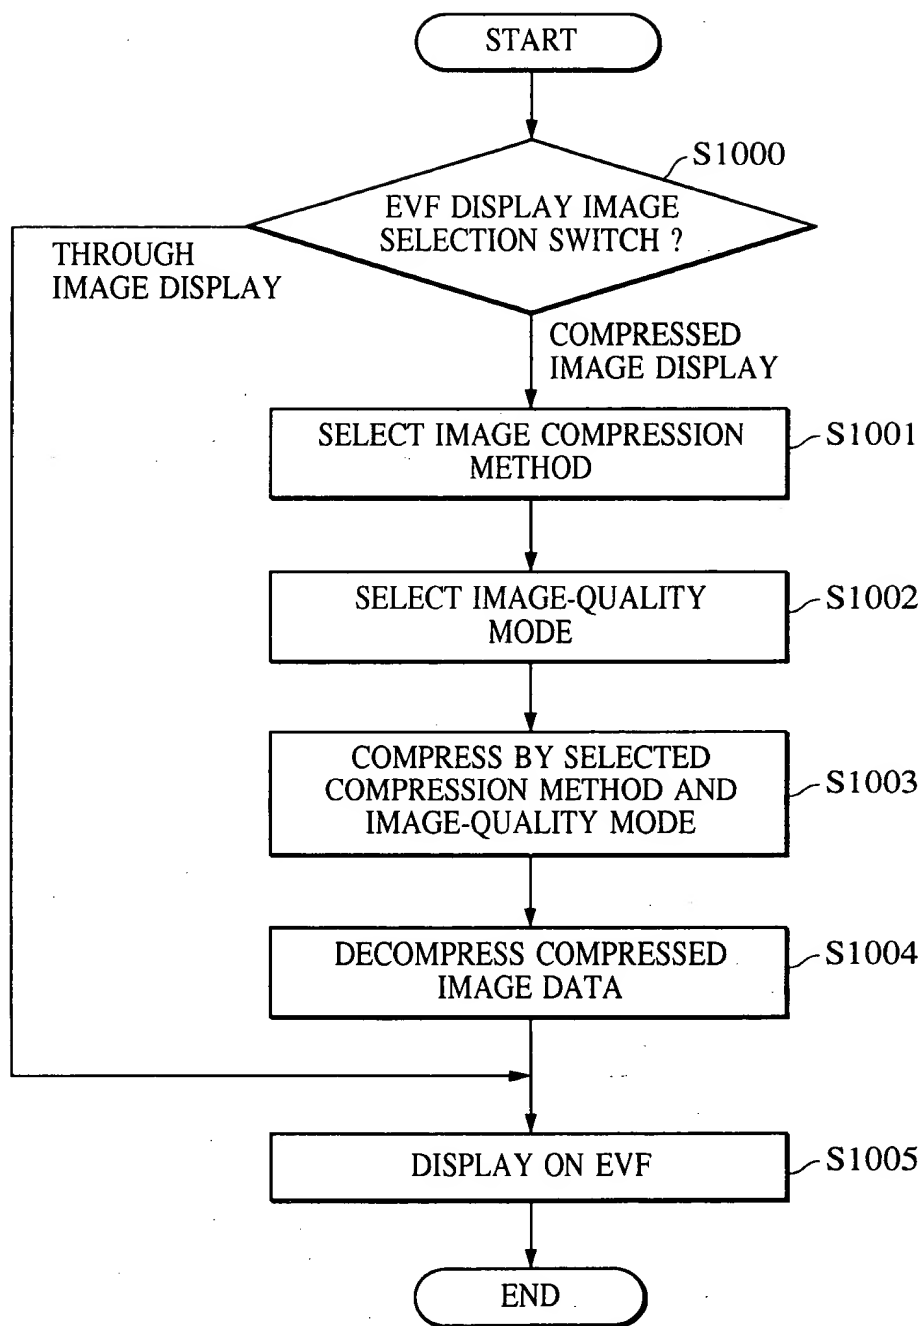 START
S1000
EVF DISPLAY IMAGE
SELECTION SWITCH ?
THROUGH
IMAGE DISPLAY
COMPRESSED
IMAGE DISPLAY
SELECT IMAGE COMPRESSION
METHOD
S1001
SELECT IMAGE-QUALITY
MODE
S1002
COMPRESS BY SELECTED
COMPRESSION METHOD AND
IMAGE-QUALITY MODE
S1003
DECOMPRESS COMPRESSED
IMAGE DATA
S1004
DISPLAY ON EVF
S1005
END